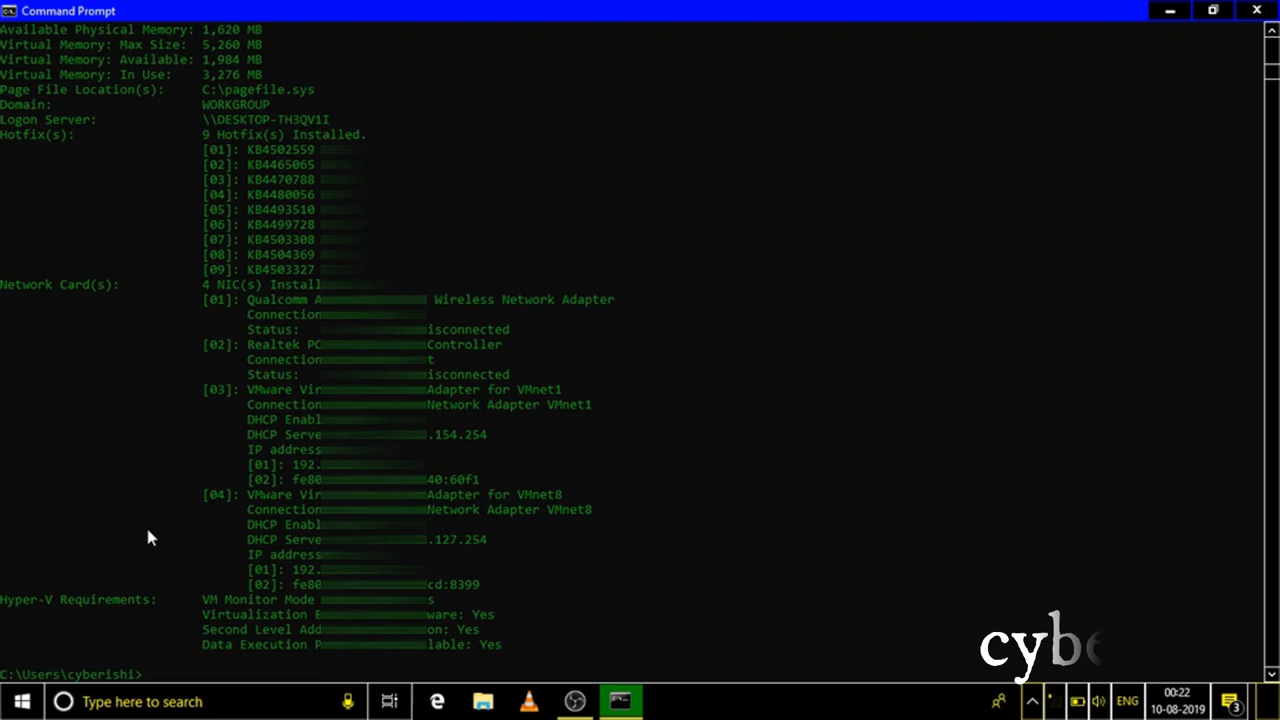 Command Prompt
Available Physical Memory: 1,620 MB
Virtual Memory: Max Size: 5,260 MB
Virtual Memory: Available: 1,984 MB
Virtual Memory: In Use: 3,276 MB
Page File Location(s): C:\pagefile.sys
Domain: WORKGROUP
Logon Server: \\DESKTOP-TH3QV1I
Hotfix(s): 9 Hotfix(s) Installed.
[01]: KB4502559
[02]: KB4465065
[03]: KB4470788
[04]: KB4480056
[05]: KB4493510
[06]: KB4499728
[07]: KB4503308
[08]: KB4504369
[09]: KB4503327
Network Card(s): 4 NIC(s) Install
[01]: Qualcomm A Wireless Network Adapter
Connection
Status: isconnected
[02]: Realtek PC Controller
Connection t
Status: isconnected
[03]: VMware Vir Adapter for VMnet1
Connection Network Adapter VMnet1
DHCP Enabl
DHCP Serve .154.254
IP address
[01]: 192.
[02]: fe80 40:60f1
[04]: VMware Vir Adapter for VMnet8
Connection Network Adapter VMnet8
DHCP Enabl
DHCP Serve .127.254
IP address
[01]: 192.
[02]: fe80 cd:8399
Hyper-V Requirements: VM Monitor Mode s
Virtualization E ware: Yes
Second Level Add on: Yes
Data Execution P lable: Yes
C:\Users\cyberishi>
cybe
Type here to search
ENG
00:22
10-08-2019
3